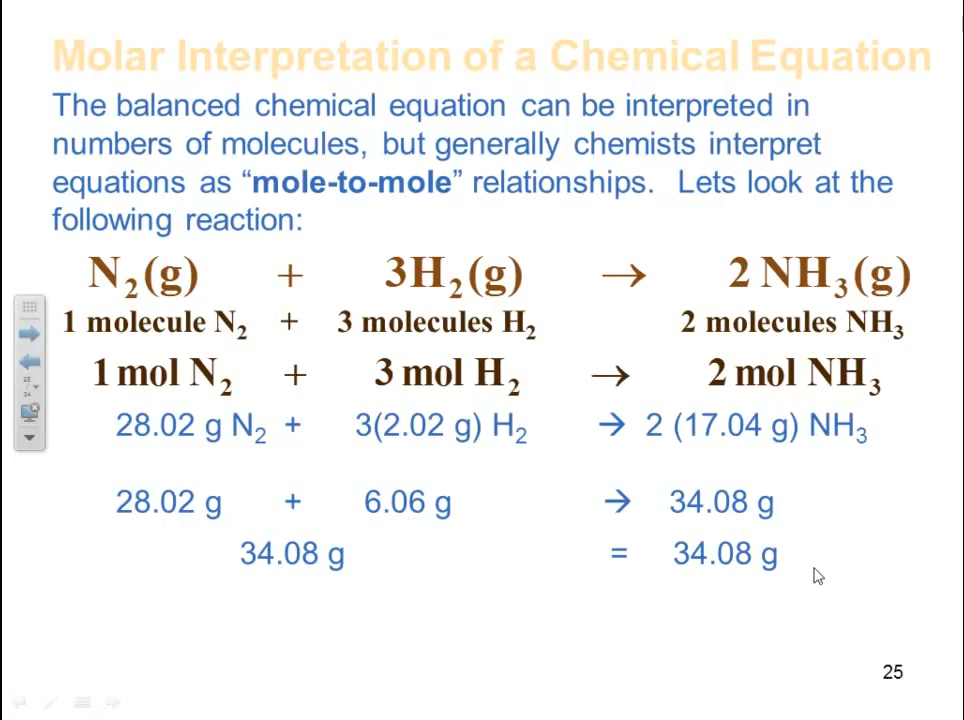 Molar Interpretation of a Chemical Equation
The balanced chemical equation can be interpreted in
numbers of molecules, but generally chemists interpret
equations as “mole-to-mole” relationships. Lets look at the
following reaction:
N₂(g) + 3H₂(g) → 2 NH₃(g)
1 molecule N₂ + 3 molecules H₂ 2 molecules NH₃
1 mol N₂ + 3 mol H₂ → 2 mol NH₃
28.02 g N₂ + 3(2.02 g) H₂ → 2 (17.04 g) NH₃
28.02 g + 6.06 g → 34.08 g
34.08 g = 34.08 g
25